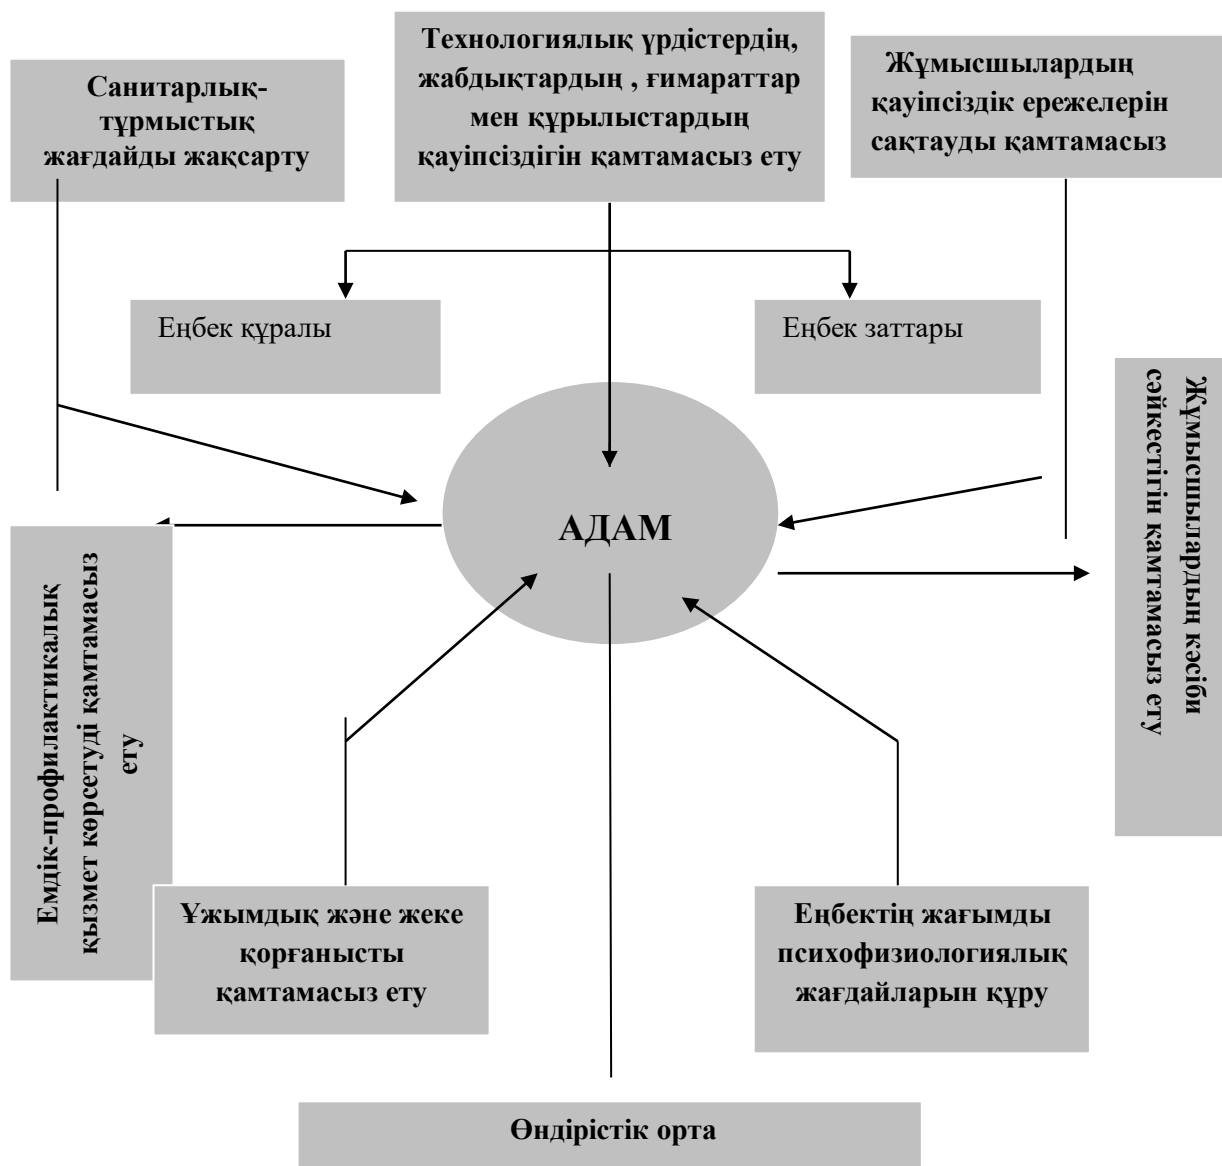 Санитарлық-
тұрмыстық
жағдайды жақсарту
Технологиялық үрдістердің,
жабдықтардың , ғимараттар
мен құрылыстардың
қауіпсіздігін қамтамасыз ету
Жұмысшылардың
қауіпсіздік ережелерін
сақтауды қамтамасыз
Еңбек құралы
Еңбек заттары
АДАМ
Емдік-профилактикалық
қызмет көрсетуді қамтамасыз
ету
Жұмысшылардың кәсіби
сәйкестігін қамтамасыз ету
Ұжымдық және жеке
қорғанысты
қамтамасыз ету
Еңбектің жағымды
психофизиологиялық
жағдайларын құру
Өндірістік орта